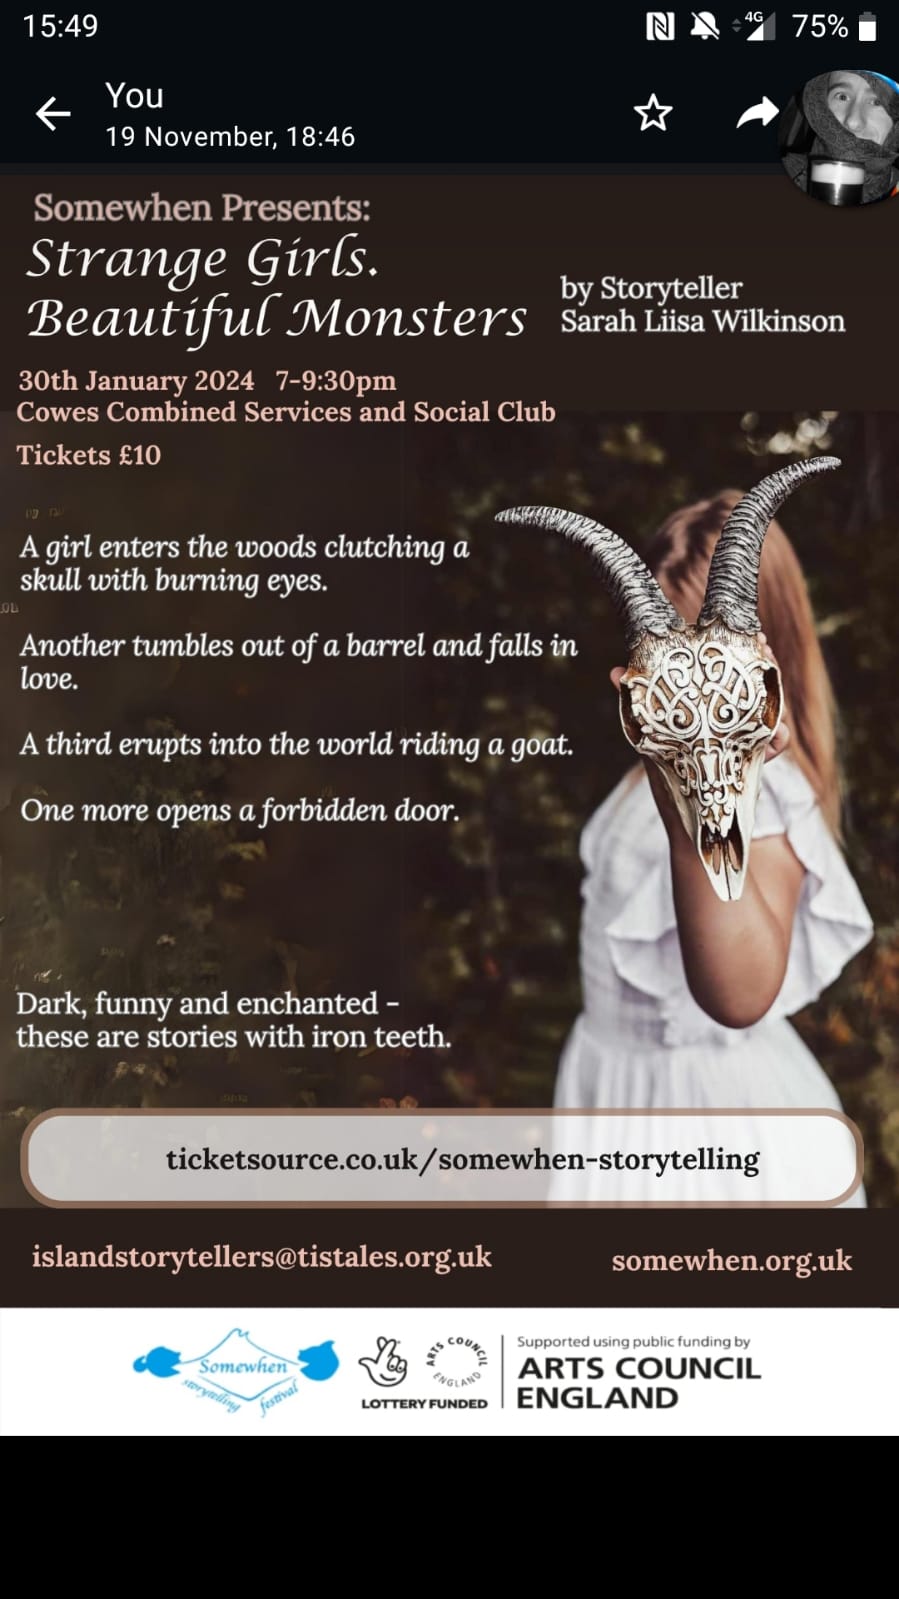 15:49
4G
75%
You
19 November, 18:46
Somewhen Presents:
Strange Girls.
Beautiful Monsters
by Storyteller
Sarah Liisa Wilkinson
30th January 2024 7-9:30pm
Cowes Combined Services and Social Club
Tickets £10
A girl enters the woods clutching a
skull with burning eyes.
Another tumbles out of a barrel and falls in
love.
A third erupts into the world riding a goat.
One more opens a forbidden door.
Dark, funny and enchanted –
these are stories with iron teeth.
ticketsource.co.uk/somewhen-storytelling
islandstorytellers@tistales.org.uk
somewhen.org.uk
Somewhen
storytelling festival
LOTTERY FUNDED
ARTS COUNCIL
ENGLAND
Supported using public funding by
ARTS COUNCIL
ENGLAND